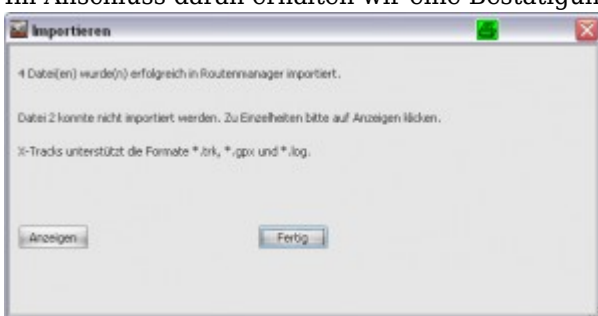 Im Anschluss daran erhalten wir eine Bestätigun
Importieren
4 Datei(en) wurde(n) erfolgreich in Routenmanager importiert.
Datei 2 konnte nicht importiert werden. Zu Einzelheiten bitte auf Anzeigen klicken.
X-Tracks unterstützt die Formate *.trk, *.gpx und *.log.
Anzeigen
Fertig